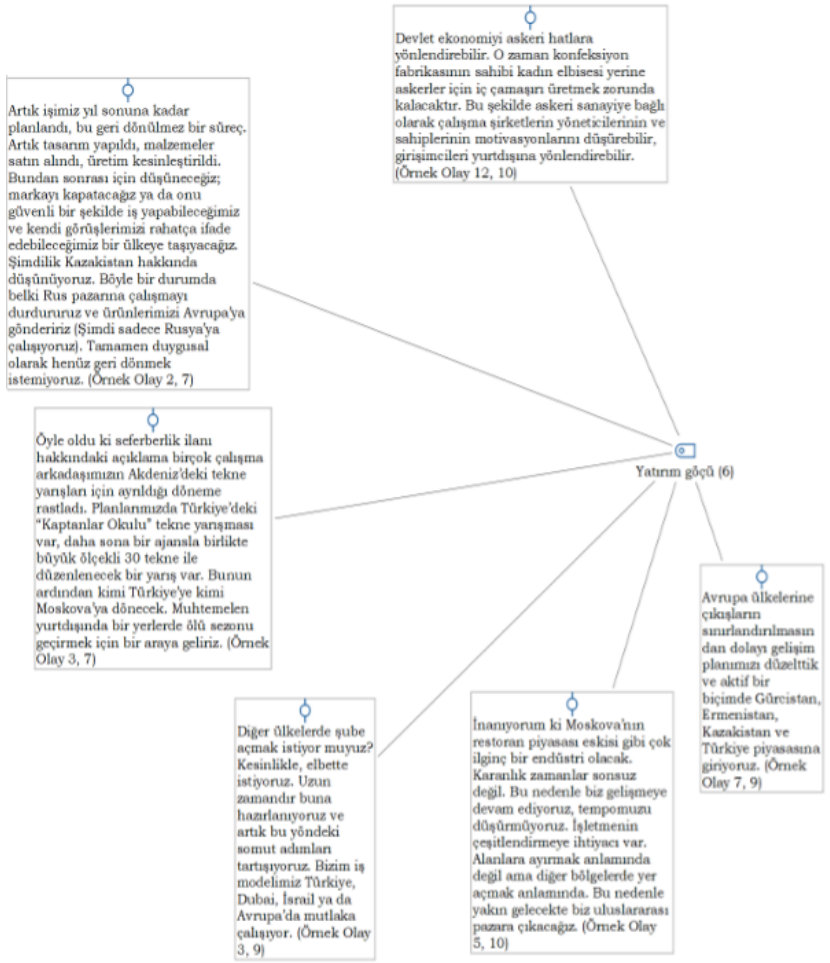 Devlet ekonomiyi askeri hatlara
yönlendirebilir. O zaman konfeksiyon
fabrikasının sahibi kadın elbisesi yerine
askerler için iç çamaşırı üretmek zorunda
kalacaktır. Bu şekilde askeri sanayiye bağlı
olarak çalışma şirketlerin yöneticilerinin ve
sahiplerinin motivasyonlarını düşürebilir,
girişimcileri yurtdışına yönlendirebilir.
(Örnek Olay 12, 10)
Artık işimiz yıl sonuna kadar
planlandı, bu geri dönülmez bir süreç.
Artık tasarım yapıldı, malzemeler
satın alındı, üretim kesinleştirildi.
Bundan sonrası için düşüneceğiz;
markayı kapatacağız ya da onu
güvenli bir şekilde iş yapabileceğimiz
ve kendi görüşlerimizi rahatça ifade
edebileceğimiz bir ülkeye taşıyacağız.
Şimdilik Kazakistan hakkında
düşünüyoruz. Böyle bir durumda
belki Rus pazarına çalışmayı
durdururuz ve ürünlerimizi Avrupa'ya
göndeririz (Şimdi sadece Rusya'ya
çalışıyoruz). Tamamen duygusal
olarak henüz geri dönmek
istemiyoruz. (Örnek Olay 2, 7)
Öyle oldu ki seferberlik ilanı
hakkındaki açıklama birçok çalışma
arkadaşımızın Akdeniz'deki tekne
yarışları için ayrıldığı döneme
rastladı. Planlarımızda Türkiye'deki
"Kaptanlar Okulu" tekne yarışması
var, daha sona bir ajansla birlikte
büyük ölçekli 30 tekne ile
düzenlenecek bir yarış var. Bunun
ardından kimi Türkiye'ye kimi
Moskova'ya dönecek. Muhtemelen
yurtdışında bir yerlerde ölü sezonu
geçirmek için bir araya geliriz. (Örnek
Olay 3, 7)
Yatırım göçü (6)
Avrupa ülkelerine
çıkışların
sınırlandırılmasın
dan dolayı gelişim
planımızı düzelttik
ve aktif bir
biçimde Gürcistan,
Ermenistan,
Kazakistan ve
Türkiye piyasasına
giriyoruz. (Örnek
Olay 7, 9)
Diğer ülkelerde şube
açmak istiyor muyuz?
Kesinlikle, elbette
istiyoruz. Uzun
zamandır buna
hazırlanıyoruz ve
artık bu yöndeki
somut adımları
tartışıyoruz. Bizim iş
modelimiz Türkiye,
Dubai, İsrail ya da
Avrupa'da mutlaka
çalışıyor. (Örnek Olay
3, 9)
İnanıyorum ki Moskova'nın
restoran piyasası eskisi gibi çok
ilginç bir endüstri olacak.
Karanlık zamanlar sonsuz
değil. Bu nedenle biz gelişmeye
devam ediyoruz, tempomuzu
düşürmüyoruz. İşletmenin
çeşitlendirmeye ihtiyacı var.
Alanlara ayırmak anlamında
değil ama diğer bölgelerde yer
açmak anlamında. Bu nedenle
yakın gelecekte biz uluslararası
pazara çıkacağız. (Örnek Olay
5, 10)